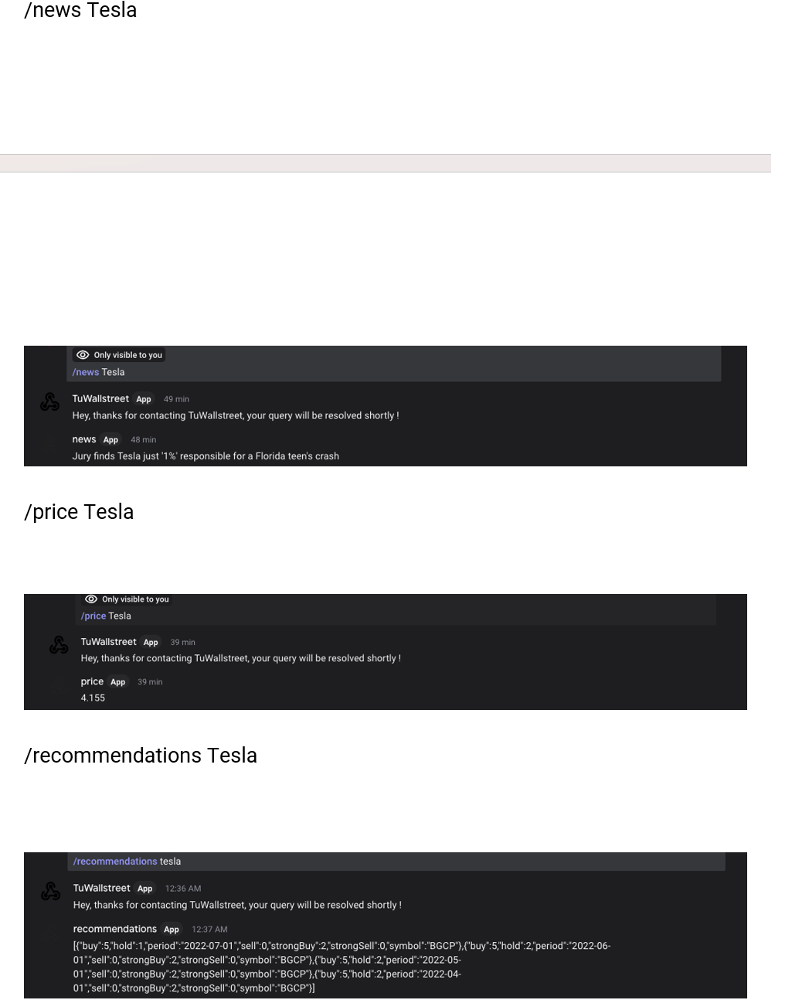 /news Tesla
Only visible to you
/news Tesla
TuWallstreet App 49 min
Hey, thanks for contacting TuWallstreet, your query will be resolved shortly !
news App 48 min
Jury finds Tesla just '1%' responsible for a Florida teen's crash
/price Tesla
Only visible to you
/price Tesla
TuWallstreet App 39 min
Hey, thanks for contacting TuWallstreet, your query will be resolved shortly !
price App 39 min
4.155
/recommendations Tesla
/recommendations tesla
TuWallstreet App 12:36 AM
Hey, thanks for contacting TuWallstreet, your query will be resolved shortly !
recommendations App 12:37 AM
[{"buy":5,"hold":1,"period":"2022-07-01","sell":0,"strongBuy":2,"strongSell":0,"symbol":"BGCP"},{"buy":5,"hold":2,"period":"2022-06-
01","sell":0,"strongBuy":2,"strongSell":0,"symbol":"BGCP"},{"buy":5,"hold":2,"period":"2022-05-
01","sell":0,"strongBuy":2,"strongSell":0,"symbol":"BGCP"},{"buy":5,"hold":2,"period":"2022-04-
01","sell":0,"strongBuy":2,"strongSell":0,"symbol":"BGCP"}]